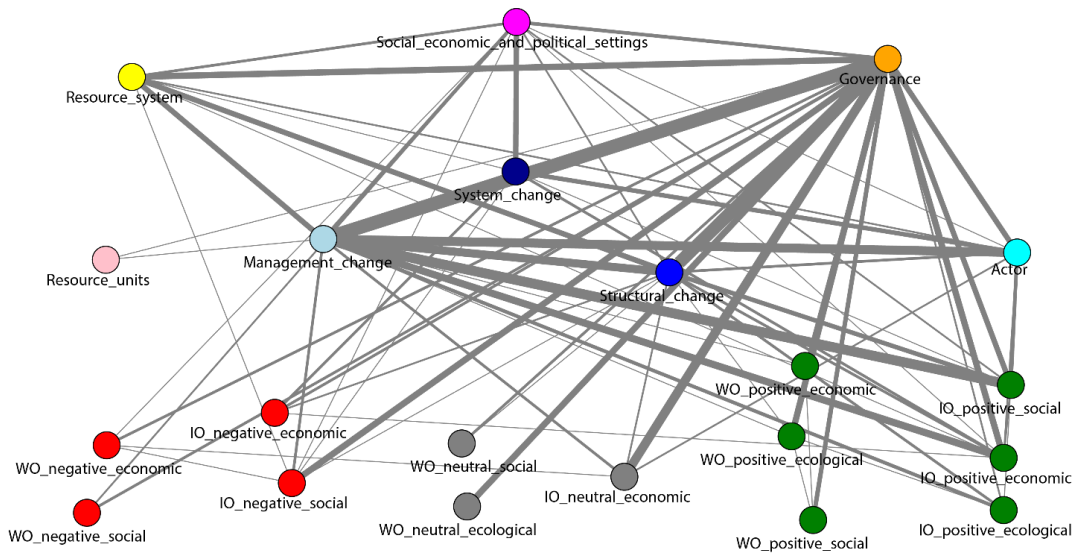 Social_economic_and_political_settings
Governance
Resource_system
System_change
Management_change
Actor
Resource_units
Structural_change
WO_positive_economic
IO_positive_social
IO_negative_economic
WO_negative_economic
WO_neutral_social
WO_positive_ecological
IO_positive_economic
IO_negative_social
IO_neutral_economic
WO_neutral_ecological
IO_positive_ecological
WO_negative_social
WO_positive_social